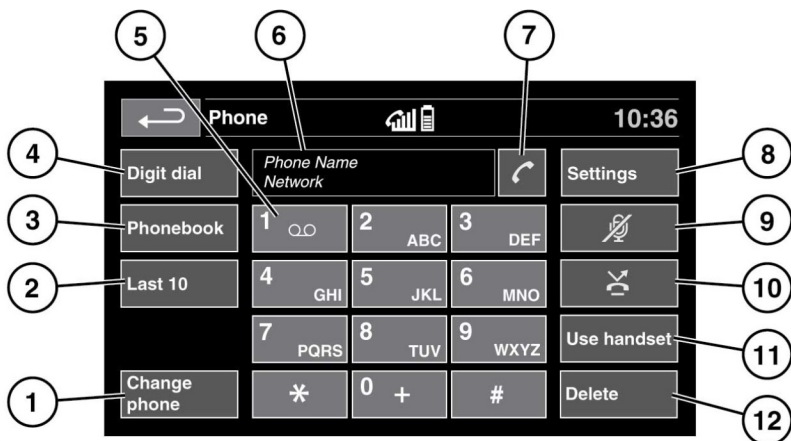 5
6
7
Phone
10:36
4
Digit dial
Phone Name
Network
Settings
8
3
Phonebook
1
2 ABC
3 DEF
9
2
Last 10
4 GHI
5 JKL
6 MNO
10
7 PQRS
8 TUV
9 WXYZ
Use handset
11
1
Change
phone
*
0 +
#
Delete
12